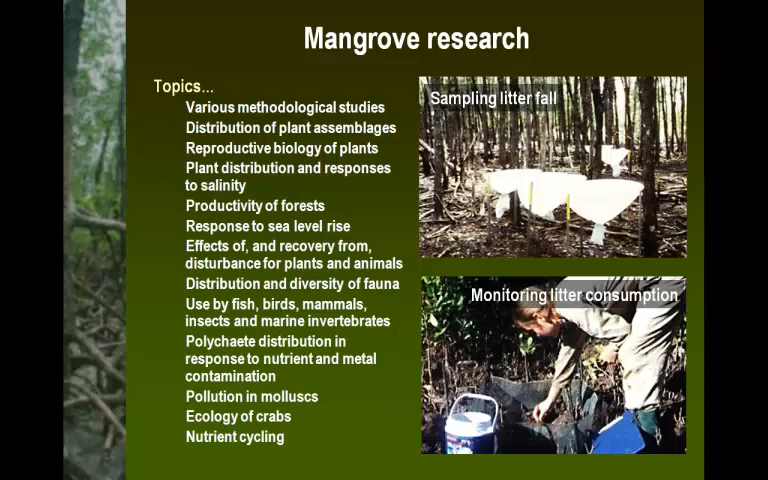 Mangrove research
Topics...
Various methodological studies
Distribution of plant assemblages
Reproductive biology of plants
Plant distribution and responses
to salinity
Productivity of forests
Response to sea level rise
Effects of, and recovery from,
disturbance for plants and animals
Distribution and diversity of fauna
Use by fish, birds, mammals,
insects and marine invertebrates
Polychaete distribution in
response to nutrient and metal
contamination
Pollution in molluscs
Ecology of crabs
Nutrient cycling
Sampling litter fall
Monitoring litter consumption